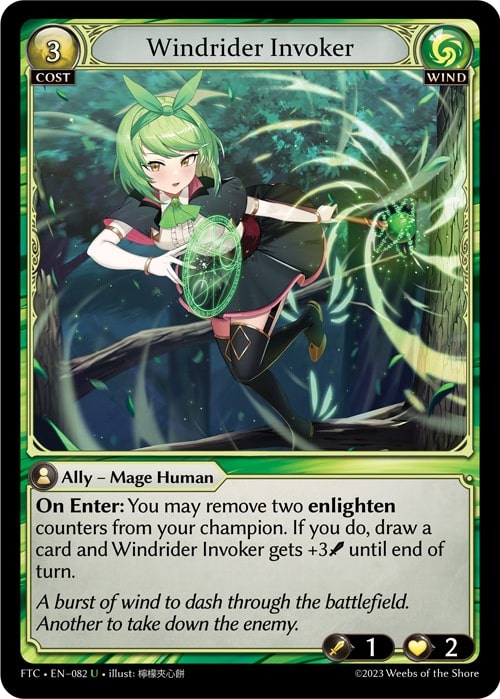 3
Windrider Invoker
COST
WIND
Ally – Mage Human
On Enter: You may remove two enlighten
counters from your champion. If you do, draw a
card and Windrider Invoker gets +3 until end of
turn.
A burst of wind to dash through the battlefield.
Another to take down the enemy.
1
2
FTC • EN–082 U • illust: 檸檬夾心餅
©2023 Weebs of the Shore